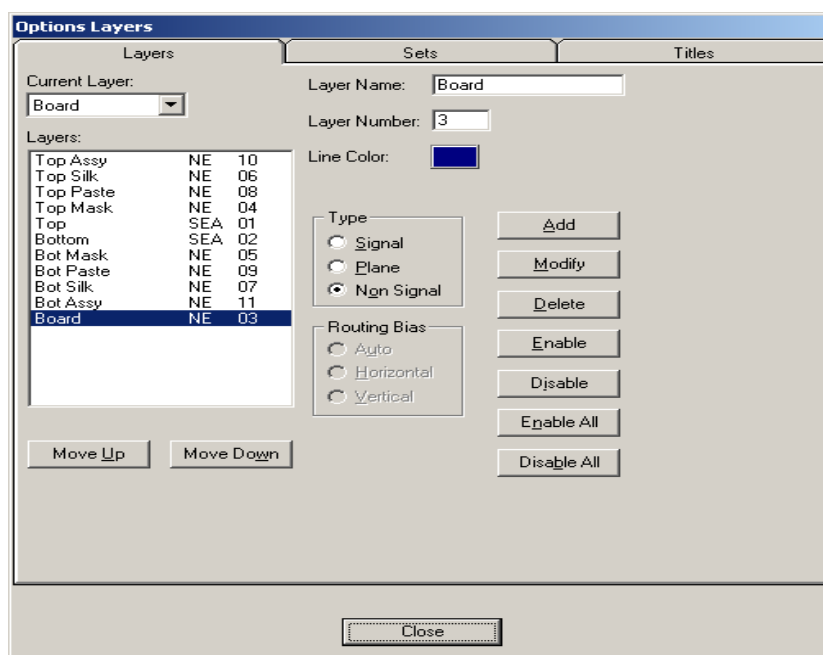 Options Layers
Layers Sets Titles
Current Layer:
Board
Layers:
Top Assy NE 10
Top Silk NE 06
Top Paste NE 08
Top Mask NE 04
Top SEA 01
Bottom SEA 02
Bot Mask NE 05
Bot Paste NE 09
Bot Silk NE 07
Bot Assy NE 11
Board NE 03
Move Up Move Down
Layer Name: Board
Layer Number: 3
Line Color:
Type
Signal
Plane
Non Signal
Routing Bias
Auto
Horizontal
Vertical
Add
Modify
Delete
Enable
Disable
Enable All
Disable All
Close